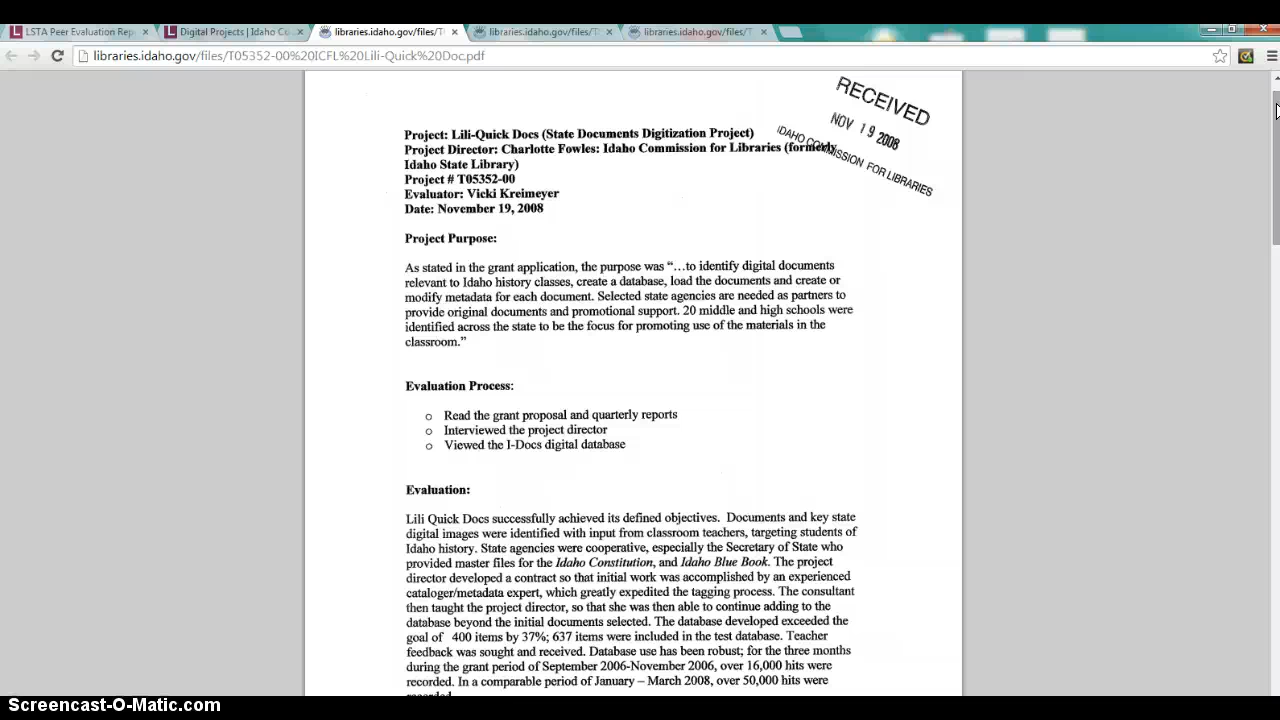 LSTA Peer Evaluation Rep
Digital Projects | Idaho Co
libraries.idaho.gov/files/T
libraries.idaho.gov/files/T
libraries.idaho.gov/files/T
libraries.idaho.gov/files/T05352-00%20ICFL%20Lili-Quick%20Doc.pdf
RECEIVED
NOV 19 2008
IDAHO COMMISSION FOR LIBRARIES
Project: Lili-Quick Docs (State Documents Digitization Project)
Project Director: Charlotte Fowles: Idaho Commission for Libraries (formerly
Idaho State Library)
Project # T05352-00
Evaluator: Vicki Kreimeyer
Date: November 19, 2008
Project Purpose:
As stated in the grant application, the purpose was “…to identify digital documents
relevant to Idaho history classes, create a database, load the documents and create or
modify metadata for each document. Selected state agencies are needed as partners to
provide original documents and promotional support. 20 middle and high schools were
identified across the state to be the focus for promoting use of the materials in the
classroom.”
Evaluation Process:
o Read the grant proposal and quarterly reports
o Interviewed the project director
o Viewed the I-Docs digital database
Evaluation:
Lili Quick Docs successfully achieved its defined objectives. Documents and key state
digital images were identified with input from classroom teachers, targeting students of
Idaho history. State agencies were cooperative, especially the Secretary of State who
provided master files for the Idaho Constitution, and Idaho Blue Book. The project
director developed a contract so that initial work was accomplished by an experienced
cataloger/metadata expert, which greatly expedited the tagging process. The consultant
then taught the project director, so that she was then able to continue adding to the
database beyond the initial documents selected. The database developed exceeded the
goal of 400 items by 37%; 637 items were included in the test database. Teacher
feedback was sought and received. Database use has been robust; for the three months
during the grant period of September 2006-November 2006, over 16,000 hits were
recorded. In a comparable period of January – March 2008, over 50,000 hits were
recorded.
Screencast-O-Matic.com